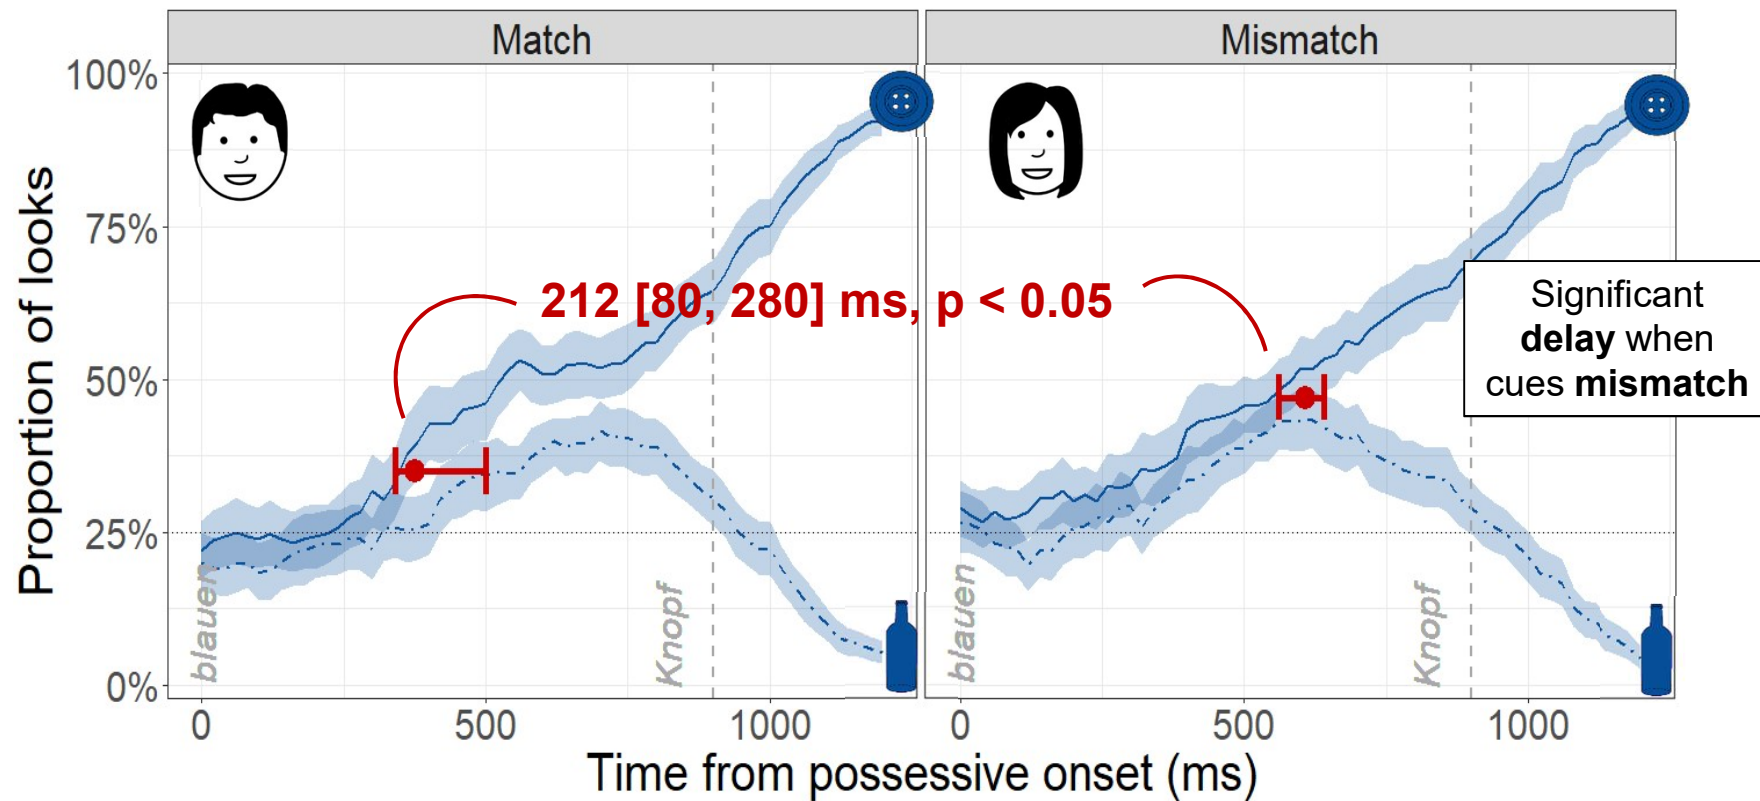 Match
Mismatch
Proportion of looks
100%
75%
50%
25%
0%
212 [80, 280] ms, p < 0.05
Significant
delay when
cues mismatch
blauen
Knopf
blauen
Knopf
0
500
1000
0
500
1000
Time from possessive onset (ms)